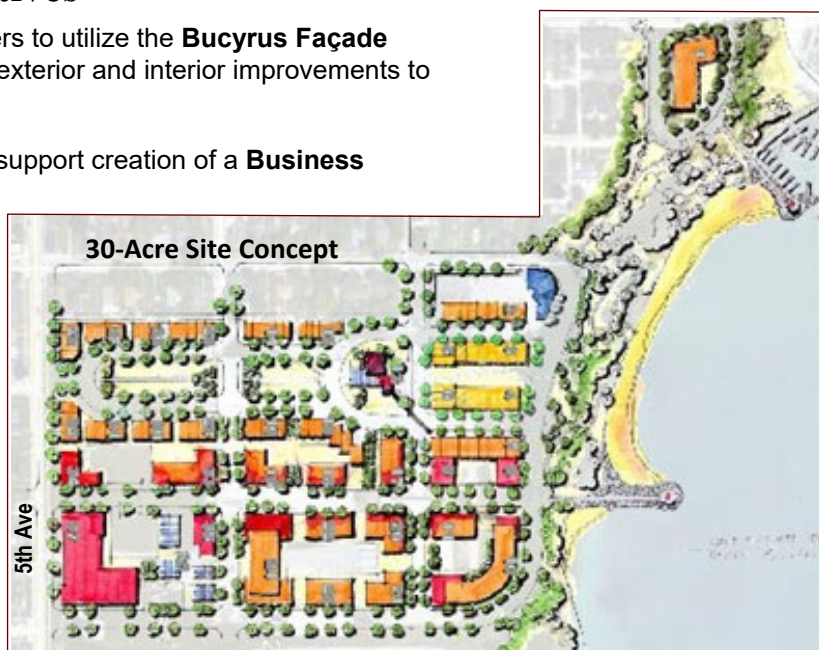 ers to utilize the Bucyrus Façade
exterior and interior improvements to
support creation of a Business
30-Acre Site Concept
5th Ave